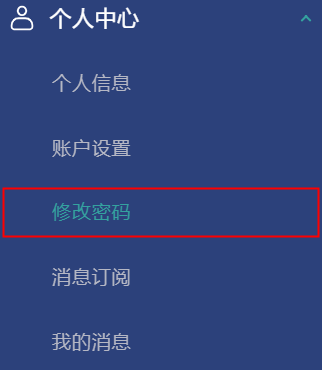 个人中心
个人信息
账户设置
修改密码
消息订阅
我的消息